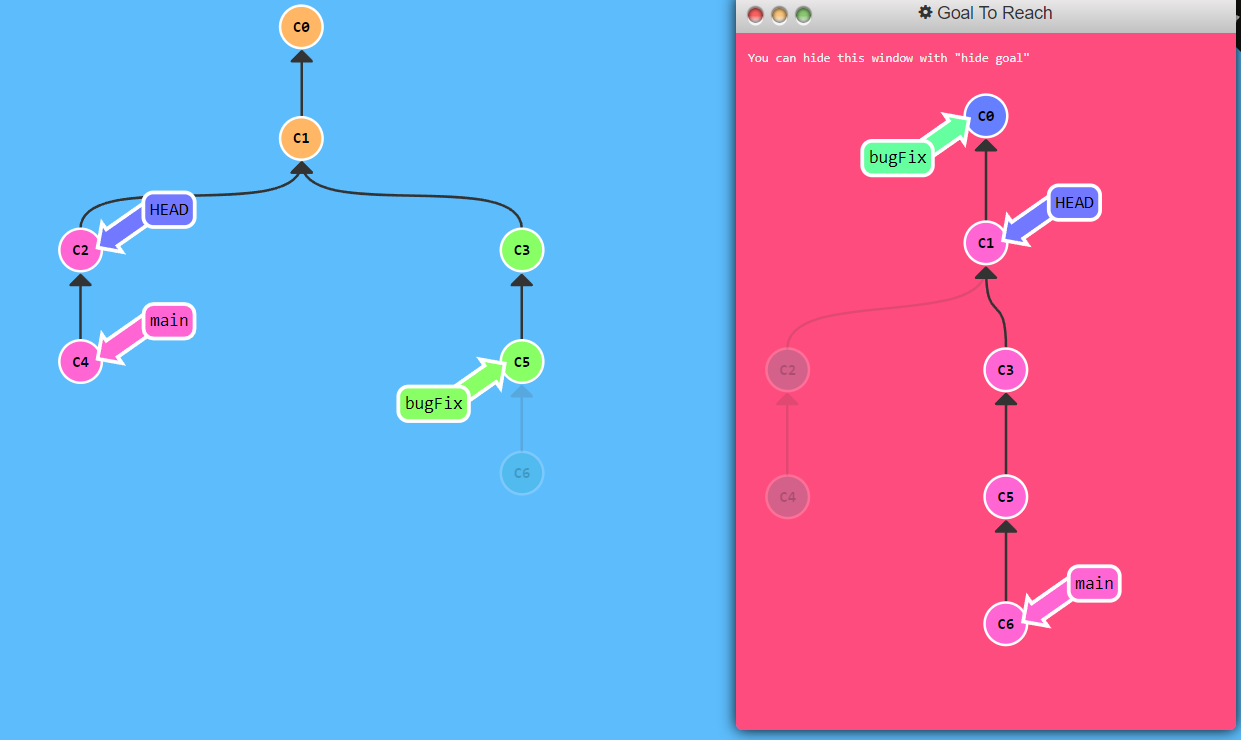 C0
C1
HEAD
C2
C3
main
C4
C5
bugFix
C6
Goal To Reach
You can hide this window with "hide goal"
C0
bugFix
HEAD
C1
C2
C3
C4
C5
main
C6